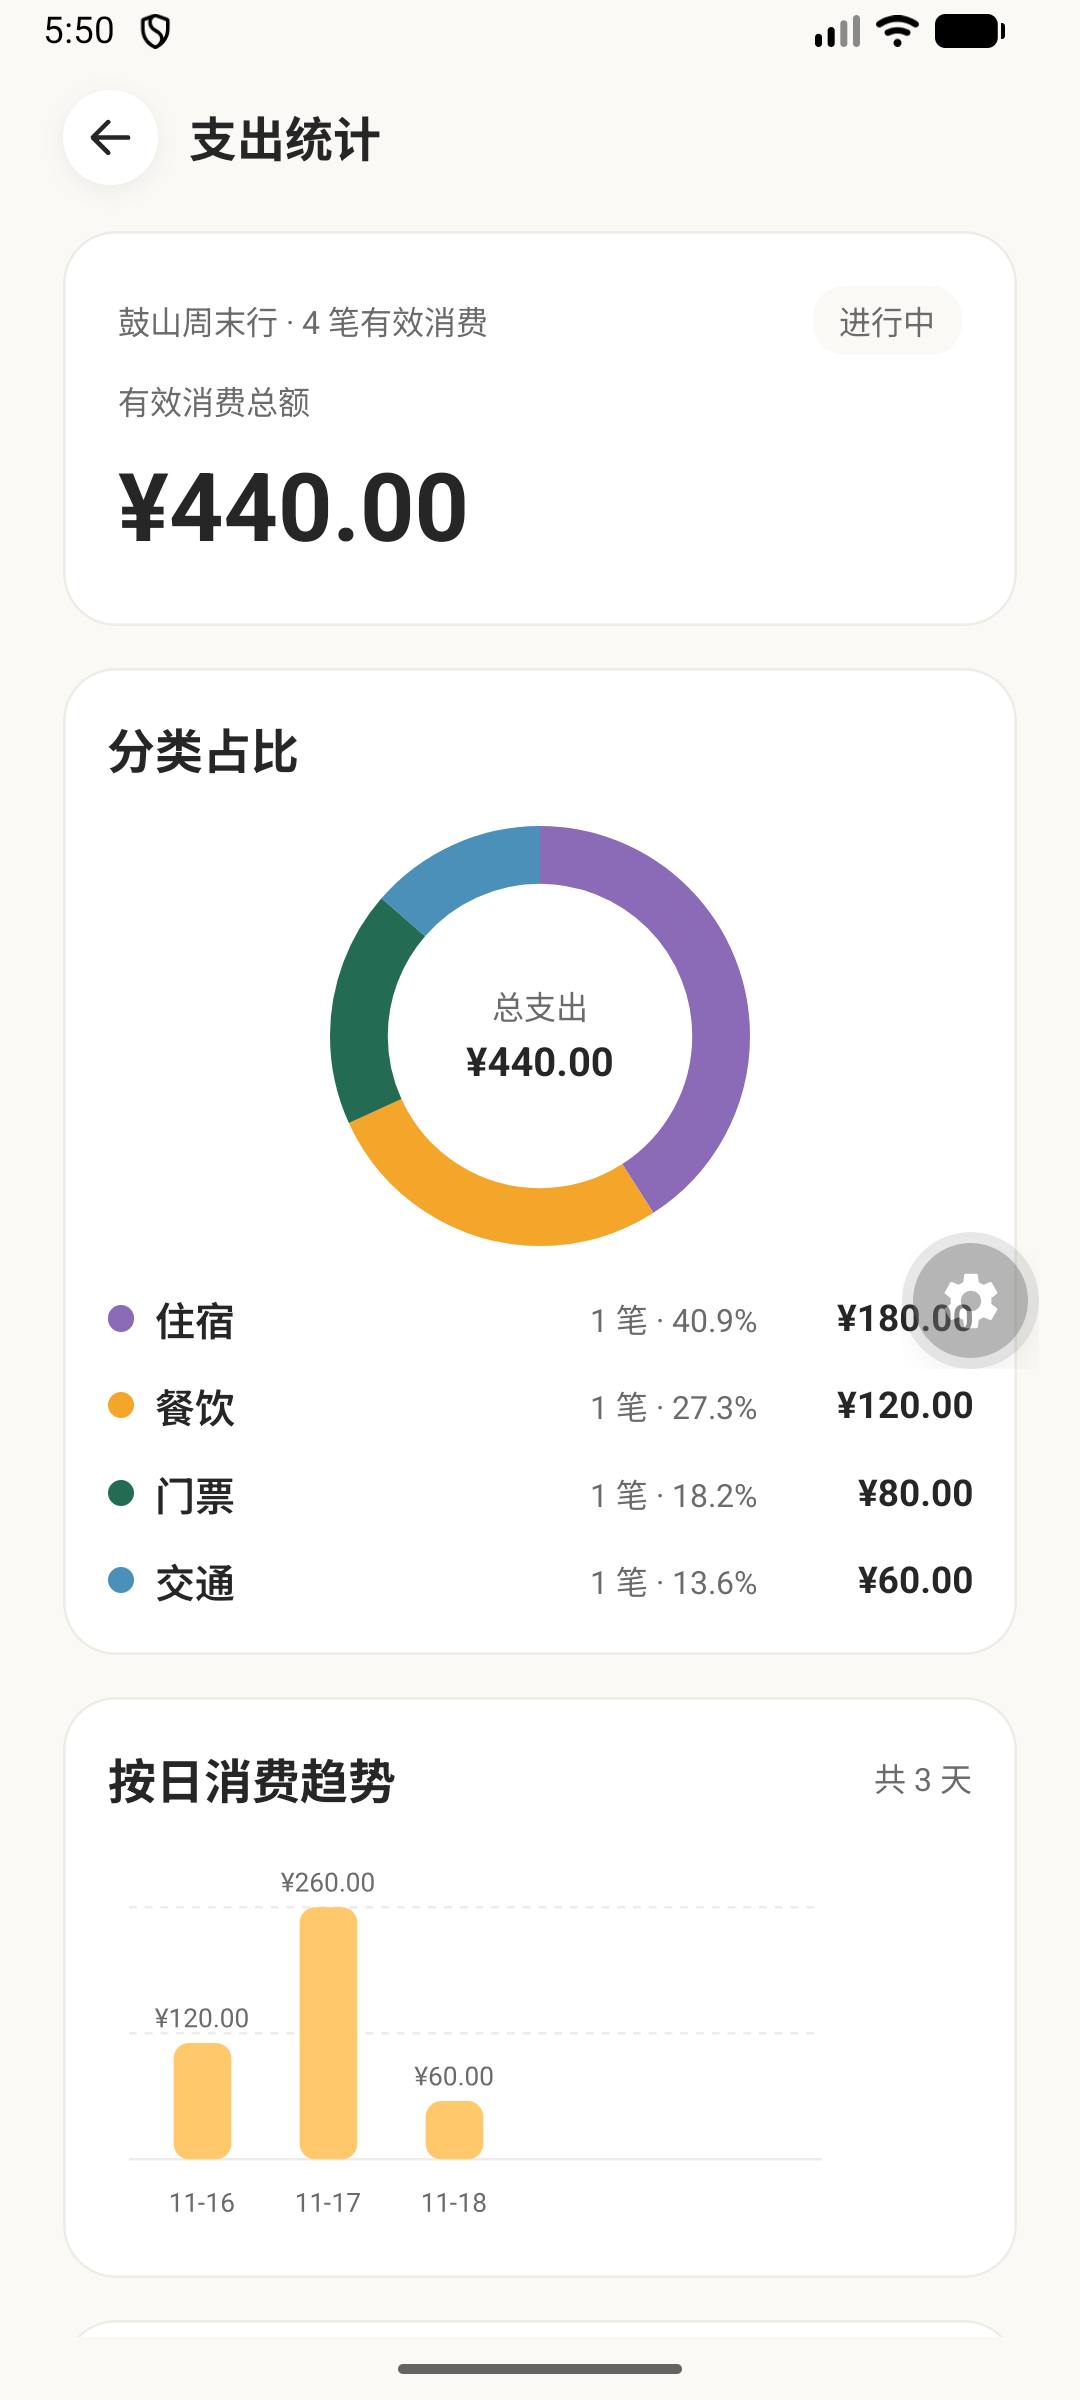 5:50
支出统计
鼓山周末行 · 4 笔有效消费
进行中
有效消费总额
¥440.00
分类占比
总支出
¥440.00
住宿 1 笔 · 40.9% ¥180.00
餐饮 1 笔 · 27.3% ¥120.00
门票 1 笔 · 18.2% ¥80.00
交通 1 笔 · 13.6% ¥60.00
按日消费趋势 共 3 天
¥260.00
¥120.00
¥60.00
11-16 11-17 11-18